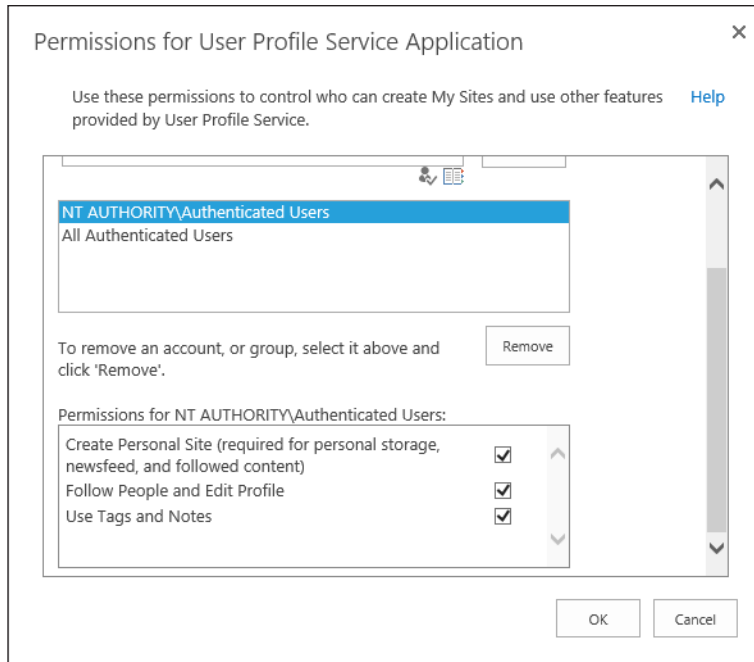 Permissions for User Profile Service Application
Use these permissions to control who can create My Sites and use other features
provided by User Profile Service.
Help
NT AUTHORITY\Authenticated Users
All Authenticated Users
To remove an account, or group, select it above and
click 'Remove'.
Remove
Permissions for NT AUTHORITY\Authenticated Users:
Create Personal Site (required for personal storage,
newsfeed, and followed content)
Follow People and Edit Profile
Use Tags and Notes
OK
Cancel